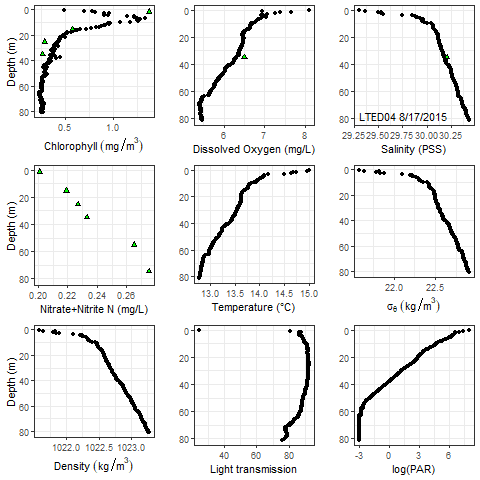 0
20
40
60
80
Depth (m)
0.5 1.0
Chlorophyll (mg/m³)
0
20
40
60
80
6 7 8
Dissolved Oxygen (mg/L)
0
20
40
60
80
LTED04 8/17/2015
29.25 29.50 29.75 30.00 30.25
Salinity (PSS)
0
20
40
60
80
Depth (m)
0.20 0.22 0.24 0.26
Nitrate+Nitrite N (mg/L)
0
20
40
60
80
13.0 13.5 14.0 14.5 15.0
Temperature (°C)
0
20
40
60
80
22.0 22.5
σθ (kg/m³)
0
20
40
60
80
Depth (m)
1022.0 1022.5 1023.0
Density (kg/m³)
0
20
40
60
80
40 60 80
Light transmission
0
20
40
60
80
-3 0 3 6
log(PAR)